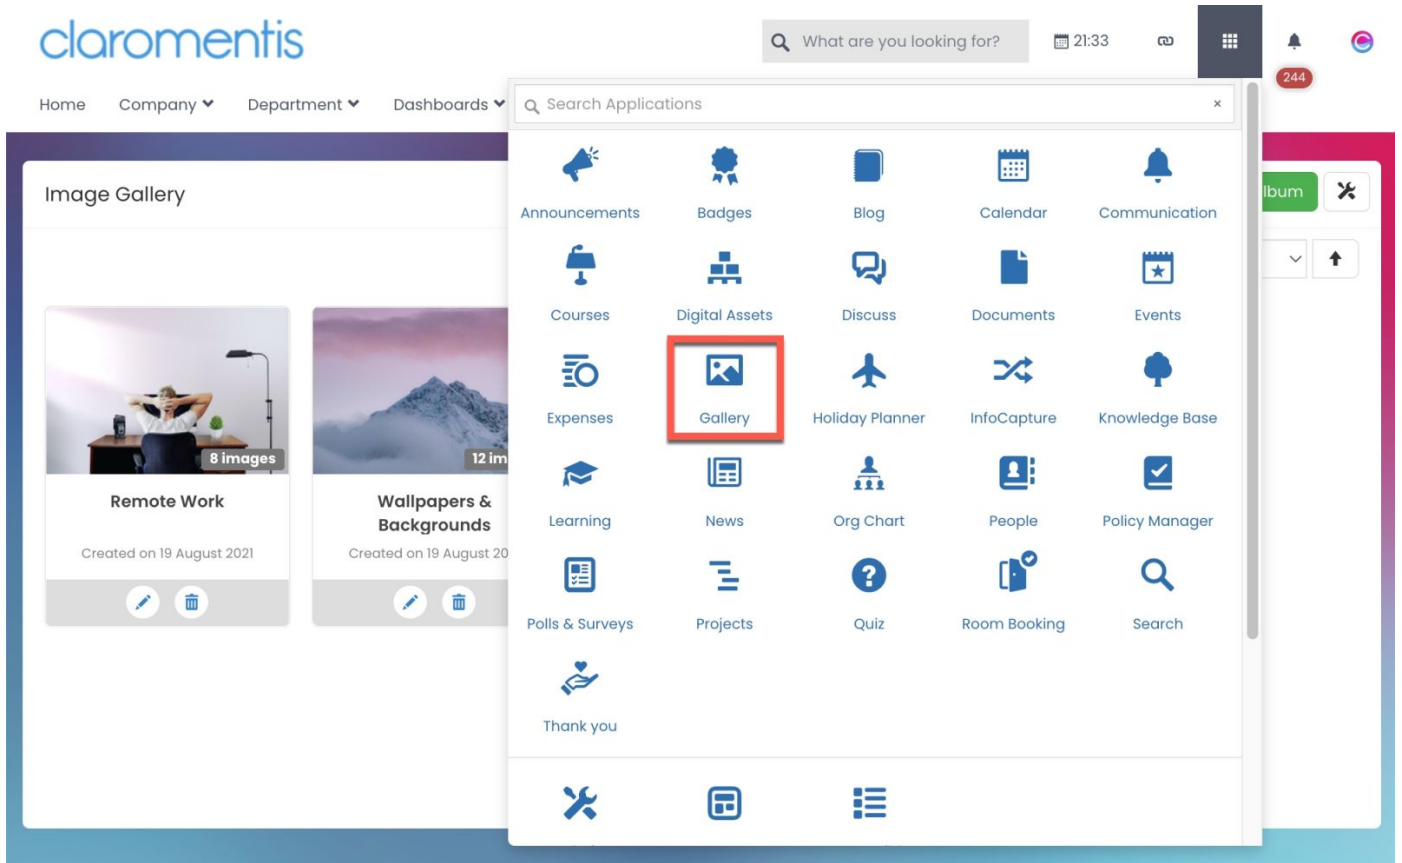 claromentis
What are you looking for?
21:33
244
Home Company Department Dashboards
Search Applications ×
Image Gallery
lbum
Announcements Badges Blog Calendar Communication
Courses Digital Assets Discuss Documents Events
Expenses Gallery Holiday Planner InfoCapture Knowledge Base
Learning News Org Chart People Policy Manager
Polls & Surveys Projects Quiz Room Booking Search
Thank you
8 images
Remote Work
Created on 19 August 2021
12 im
Wallpapers &
Backgrounds
Created on 19 August 20